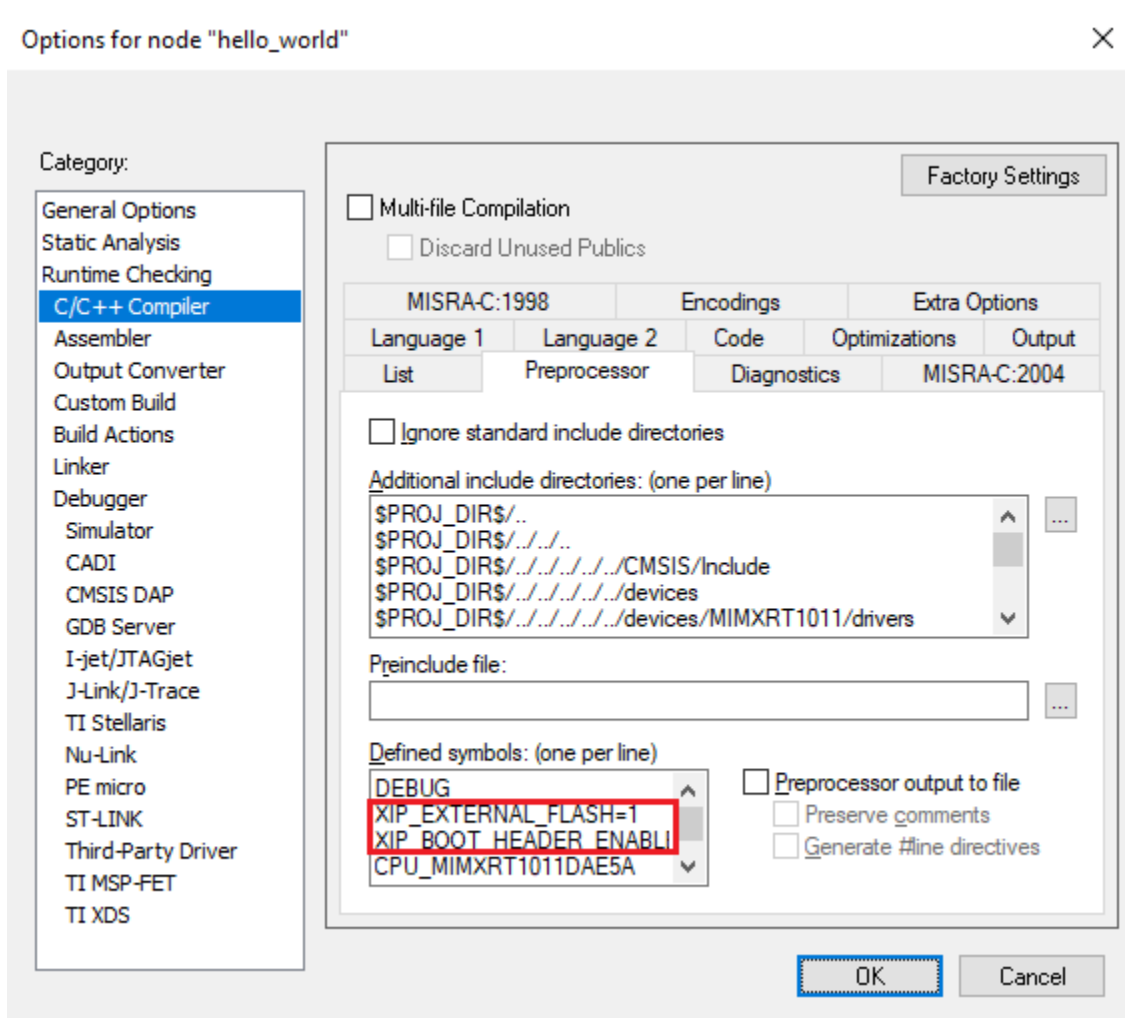 Options for node "hello_world"
Category:
General Options
Static Analysis
Runtime Checking
C/C++ Compiler
Assembler
Output Converter
Custom Build
Build Actions
Linker
Debugger
Simulator
CADI
CMSIS DAP
GDB Server
I-jet/JTAGjet
J-Link/J-Trace
TI Stellaris
Nu-Link
PE micro
ST-LINK
Third-Party Driver
TI MSP-FET
TI XDS
Factory Settings
Multi-file Compilation
Discard Unused Publics
MISRA-C:1998 Encodings Extra Options
Language 1 Language 2 Code Optimizations Output
List Preprocessor Diagnostics MISRA-C:2004
Ignore standard include directories
Additional include directories: (one per line)
$PROJ_DIR$/..
$PROJ_DIR$/../../..
$PROJ_DIR$/../../../../../../CMSIS/Include
$PROJ_DIR$/../../../../../../devices
$PROJ_DIR$/../../../../../../devices/MIMXRT1011/drivers
...
Preinclude file:
...
Defined symbols: (one per line)
DEBUG
XIP_EXTERNAL_FLASH=1
XIP_BOOT_HEADER_ENABL
CPU_MIMXRT1011DAE5A
Preprocessor output to file
Preserve comments
Generate #line directives
OK Cancel